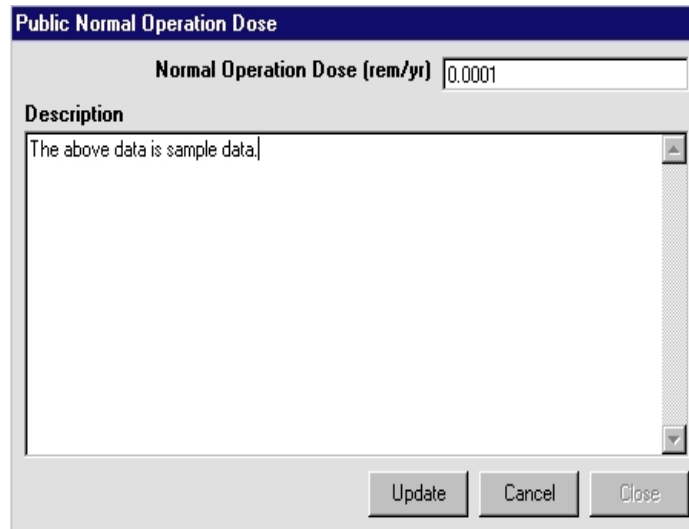 Public Normal Operation Dose
Normal Operation Dose (rem/yr) 0.0001
Description
The above data is sample data.
Update Cancel Close